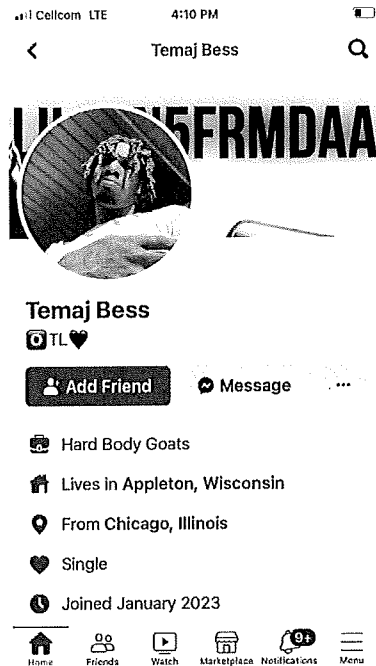 Cellcom LTE 4:10 PM
Temaj Bess
5FRMDAA
Temaj Bess
TL
Add Friend Message
Hard Body Goats
Lives in Appleton, Wisconsin
From Chicago, Illinois
Single
Joined January 2023
9+
Home Friends Watch Marketplace Notifications Menu